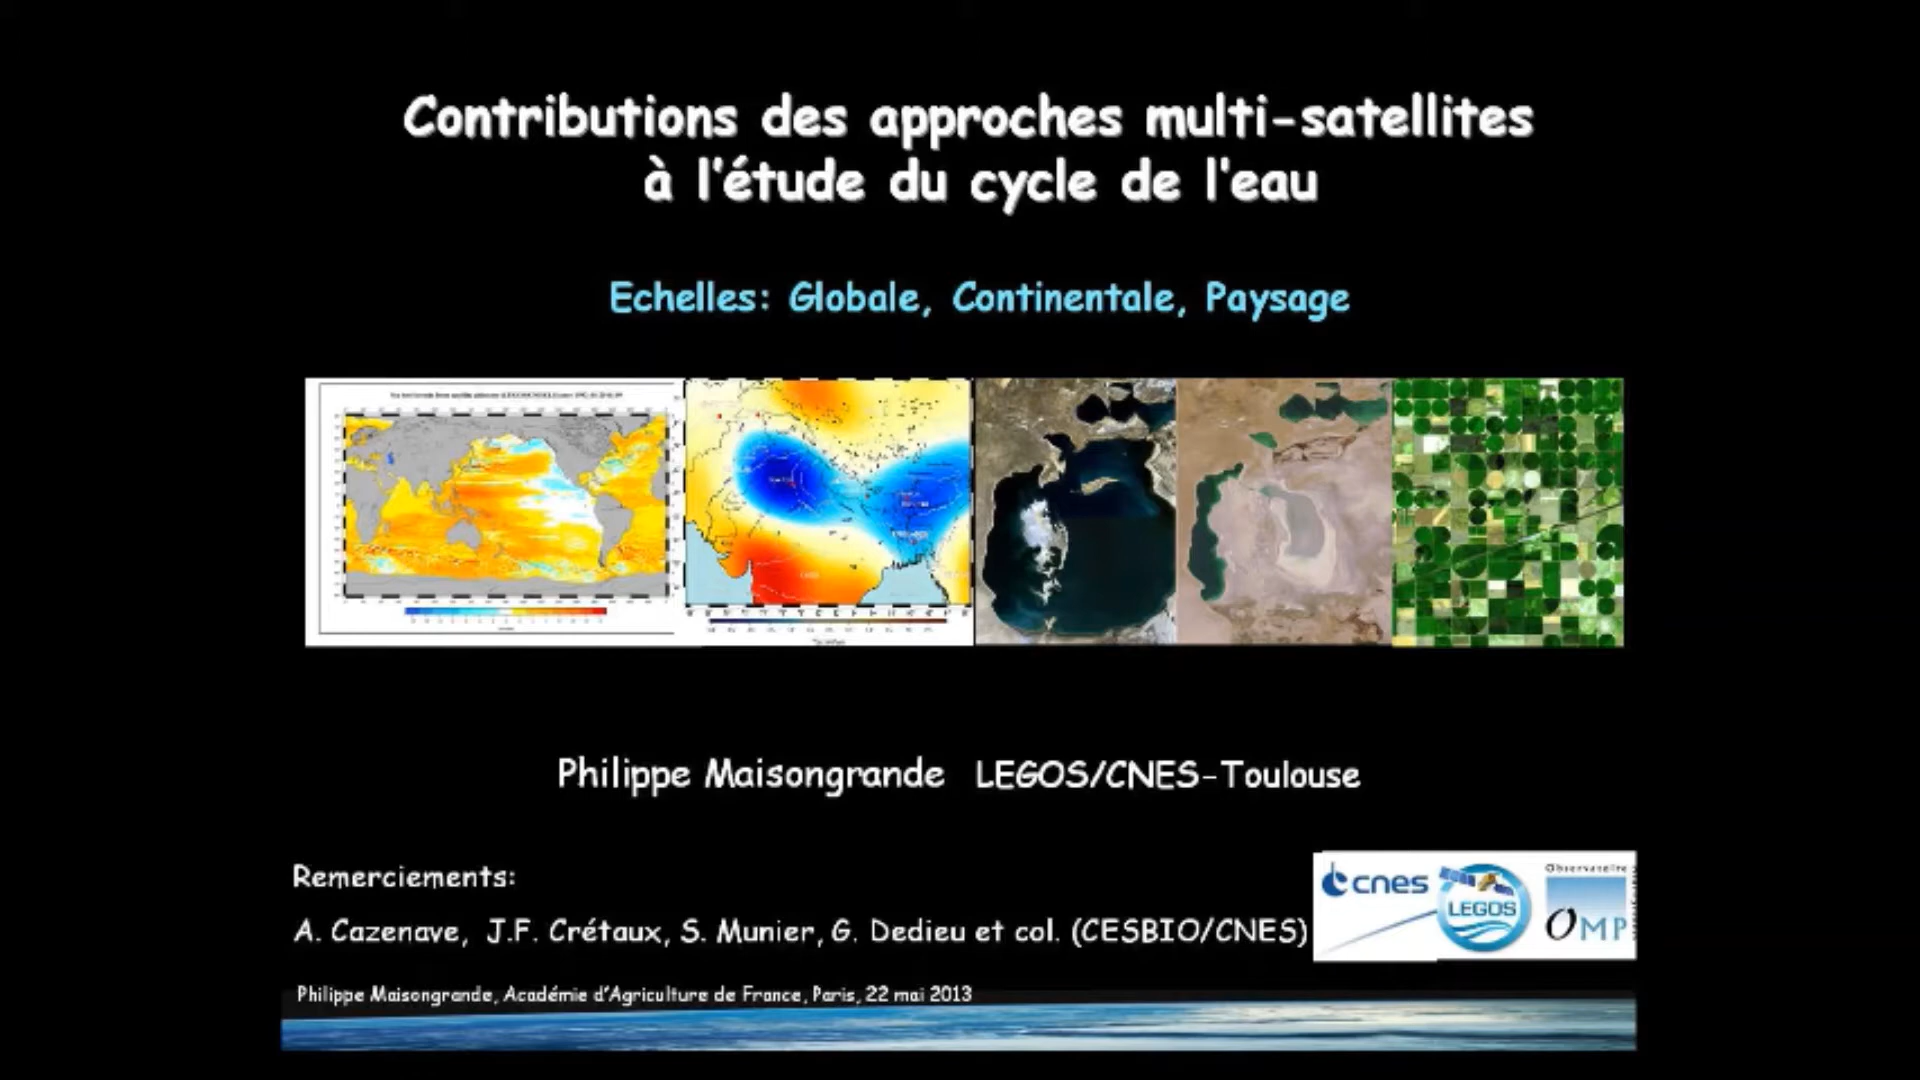 Contributions des approches multi-satellites
à l'étude du cycle de l'eau
Echelles: Globale, Continentale, Paysage
Philippe Maisongrande LEGOS/CNES-Toulouse
Remerciements:
A. Cazenave, J.F. Crétaux, S. Munier, G. Dedieu et col. (CESBIO/CNES)
cnes
LEGOS
Observatoire
OMP
Philippe Maisongrande, Académie d'Agriculture de France, Paris, 22 mai 2013